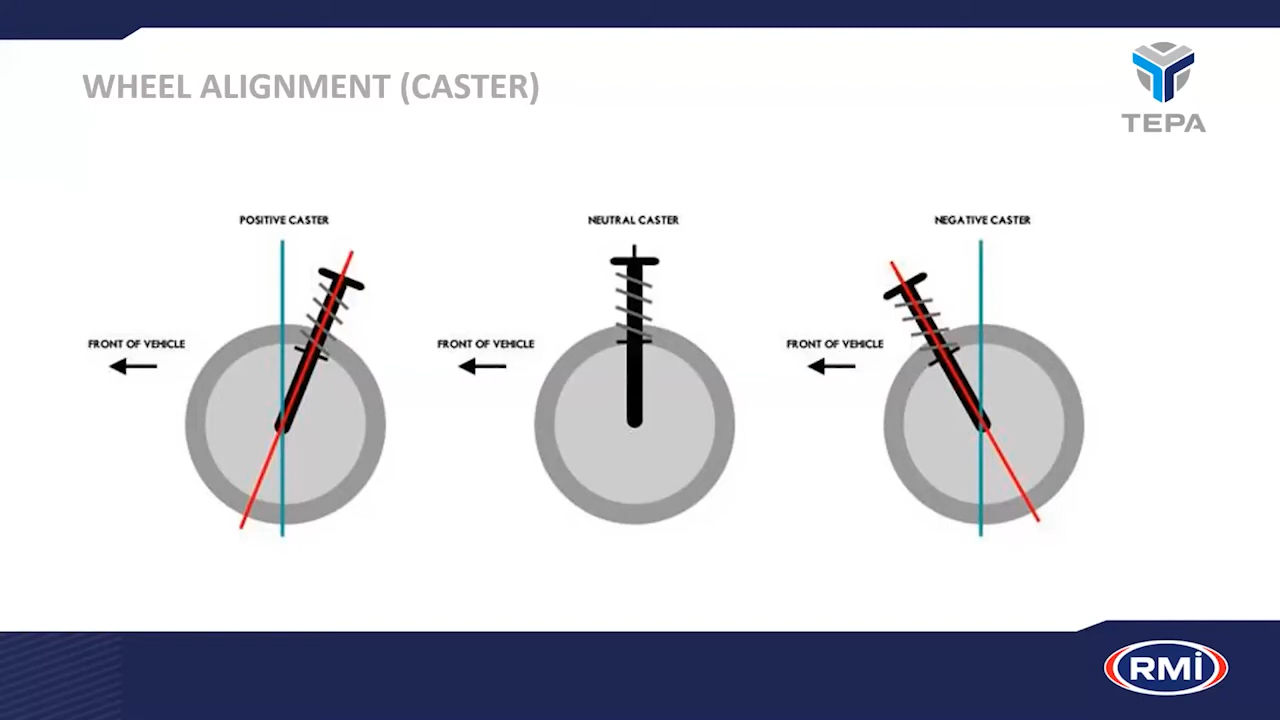 WHEEL ALIGNMENT (CASTER)
TEPA
POSITIVE CASTER
NEUTRAL CASTER
NEGATIVE CASTER
FRONT OF VEHICLE
FRONT OF VEHICLE
FRONT OF VEHICLE
RMi